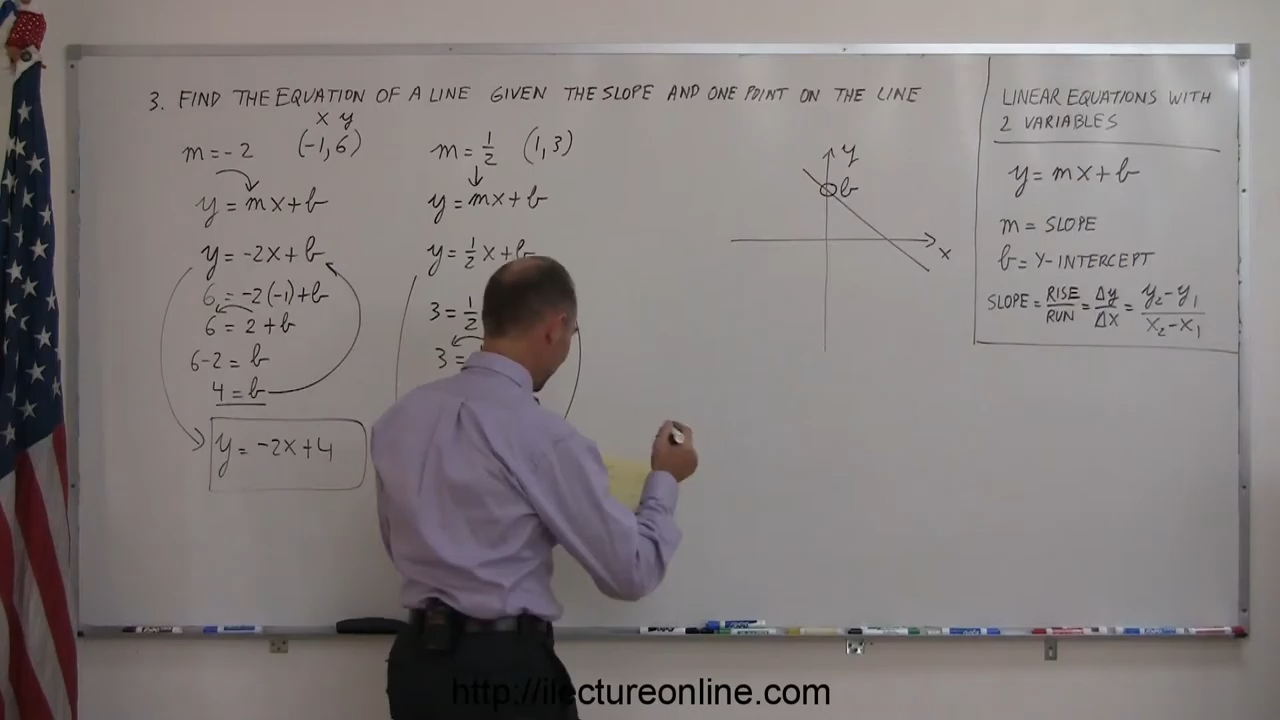 3. FIND THE EQUATION OF A LINE GIVEN THE SLOPE AND ONE POINT ON THE LINE
x y
m = -2 (-1,6)
y = mx + b
y = -2x + b
6 = -2(-1) + b
6 = 2 + b
6-2 = b
4 = b
y = -2x + 4
m = 1/2 (1,3)
y = mx + b
y = 1/2 x + b
3 = 1/2
3 =
y
b
x
LINEAR EQUATIONS WITH
2 VARIABLES
y = mx + b
m = SLOPE
b = Y-INTERCEPT
SLOPE = RISE/RUN = Δy/Δx = y₂-y₁/x₂-x₁
http://ilectureonline.com